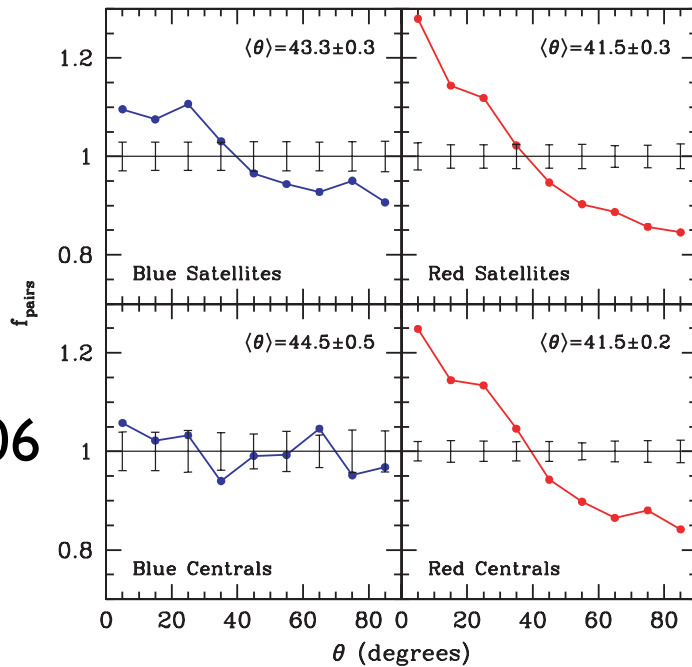 ⟨θ⟩=43.3±0.3
⟨θ⟩=41.5±0.3
1.2
1
0.8
Blue Satellites
Red Satellites
f_pairs
⟨θ⟩=44.5±0.5
⟨θ⟩=41.5±0.2
1.2
1
0.8
06
Blue Centrals
Red Centrals
0 20 40 60 80 0 20 40 60 80
θ (degrees)